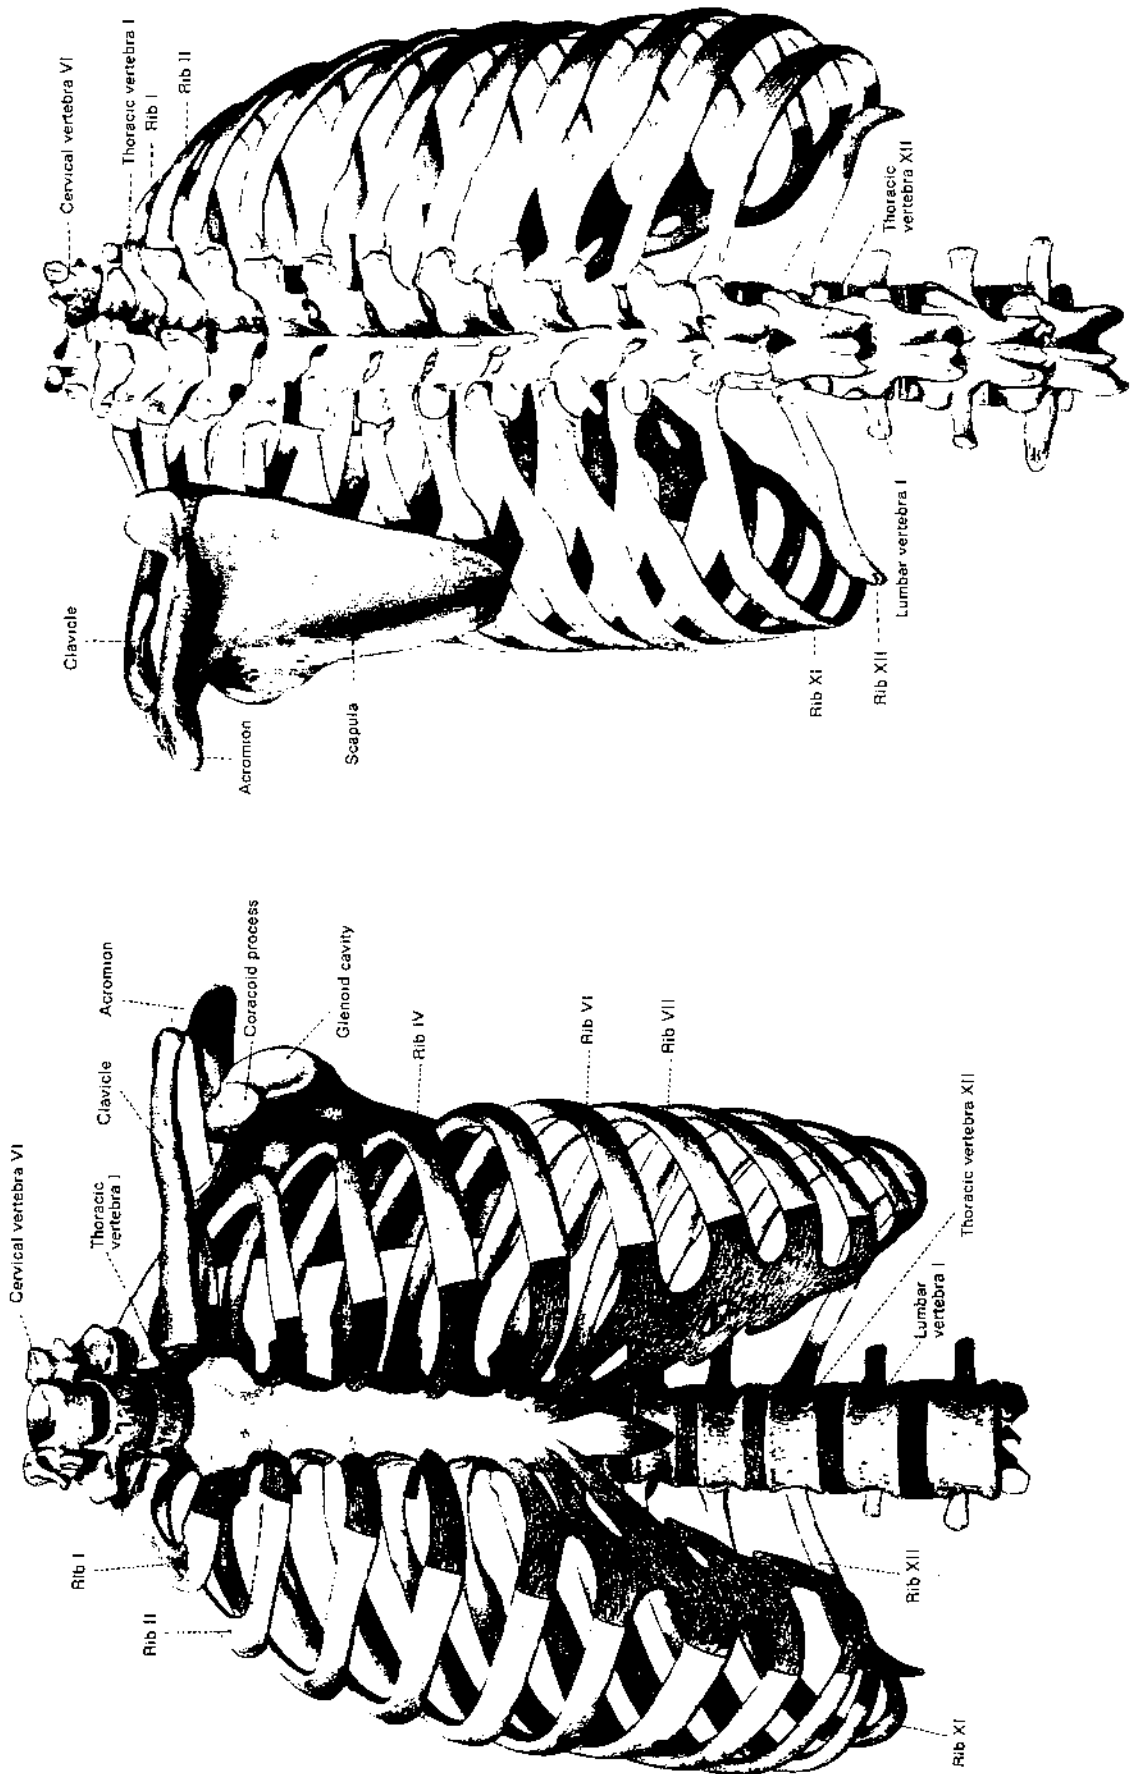 Cervical vertebra VI
Thoracic vertebra I
Rib I
Rib II
Clavicle
Acromion
Scapula
Rib XI
Rib XII
Lumbar vertebra I
Thoracic
vertebra XII
Cervical vertebra VI
Thoracic
vertebra I
Clavicle
Acromion
Coracoid process
Glenoid cavity
Rib IV
Rib VI
Rib VII
Thoracic vertebra XII
Lumbar
vertebra I
Rib I
Rib II
Rib XII
Rib XI